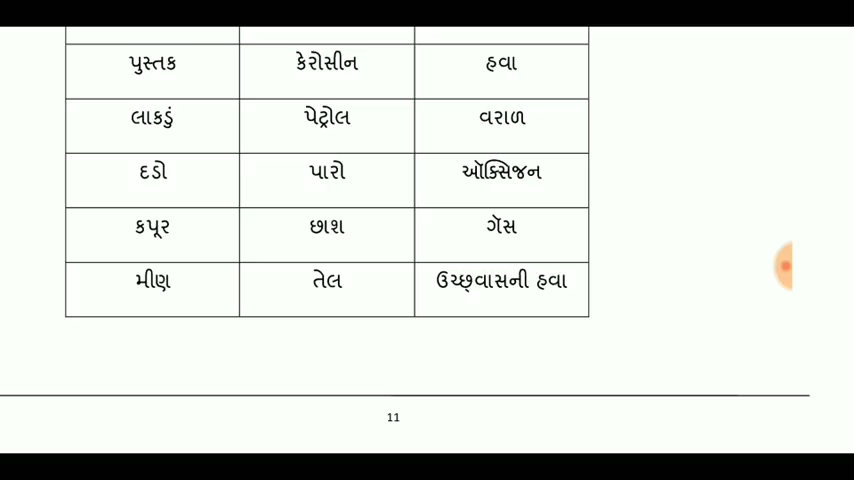 પુસ્તક કેરોસીન હવા
લાકડું પેટ્રોલ વરાળ
દડો પારો ઑક્સિજન
કપૂર છાશ ગૅસ
મીણ તેલ ઉચ્છ્વાસની હવા
11